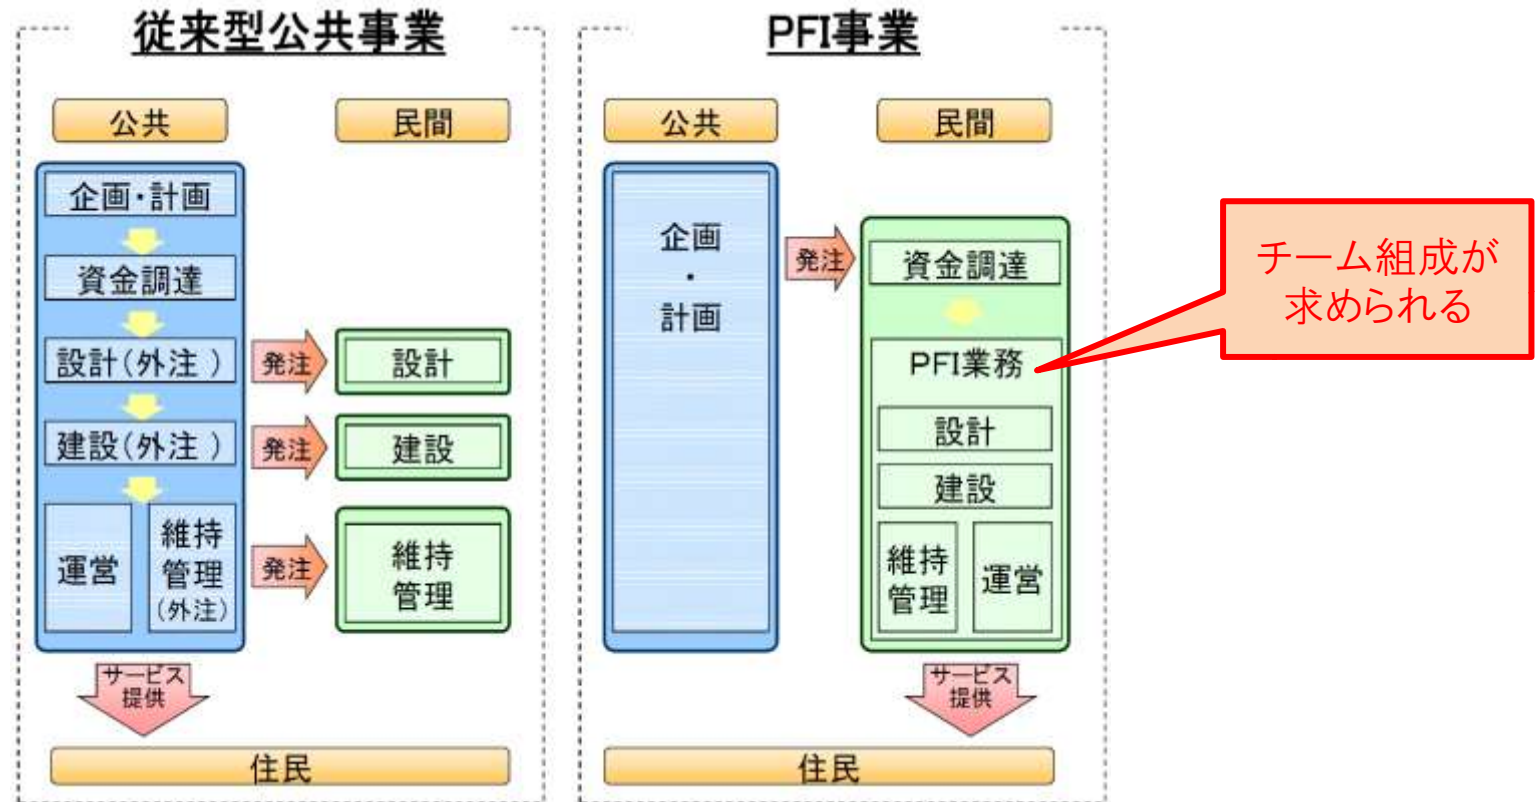 従来型公共事業
公共
民間
企画・計画
資金調達
設計(外注 )
発注
設計
建設(外注 )
発注
建設
運営
維持
管理
(外注)
発注
維持
管理
サービス
提供
住民
PFI事業
公共
民間
企画
・
計画
発注
資金調達
PFI業務
設計
建設
維持
管理
運営
サービス
提供
住民
チーム組成が
求められる